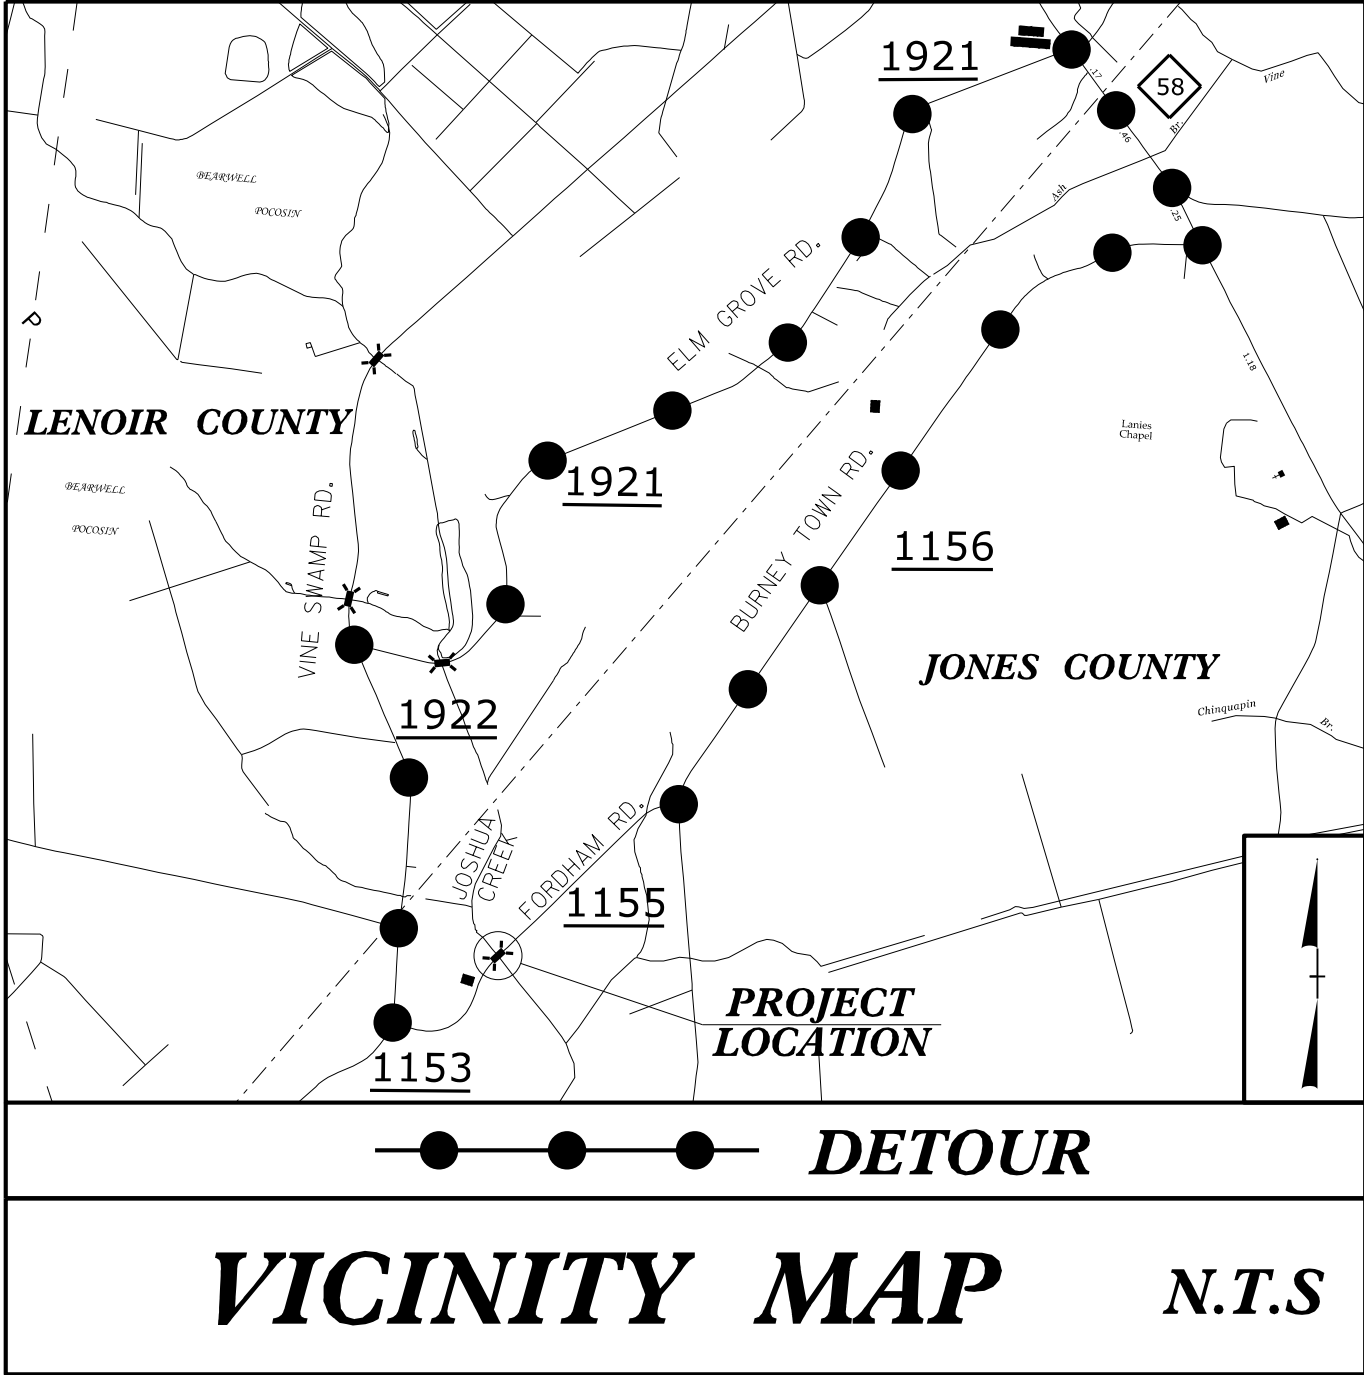 1921
58
Vine
.17
.46
Br.
BEARWELL
POCOSIN
Ash
.25
ELM GROVE RD.
P
1.18
LENOIR COUNTY
Lanies
Chapel
1921
BEARWELL
POCOSIN
VINE SWAMP RD.
BURNEY TOWN RD.
1156
JONES COUNTY
1922
Chinquapin
Br.
JOSHUA
CREEK
FORDHAM RD.
1155
PROJECT
LOCATION
1153
DETOUR
VICINITY MAP
N.T.S